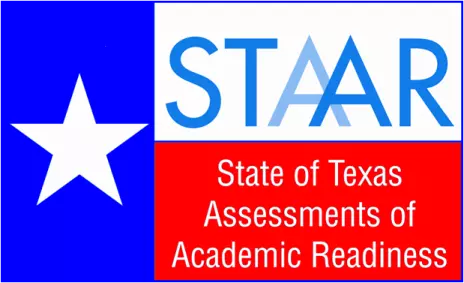 STAAR
State of Texas
Assessments of
Academic Readiness